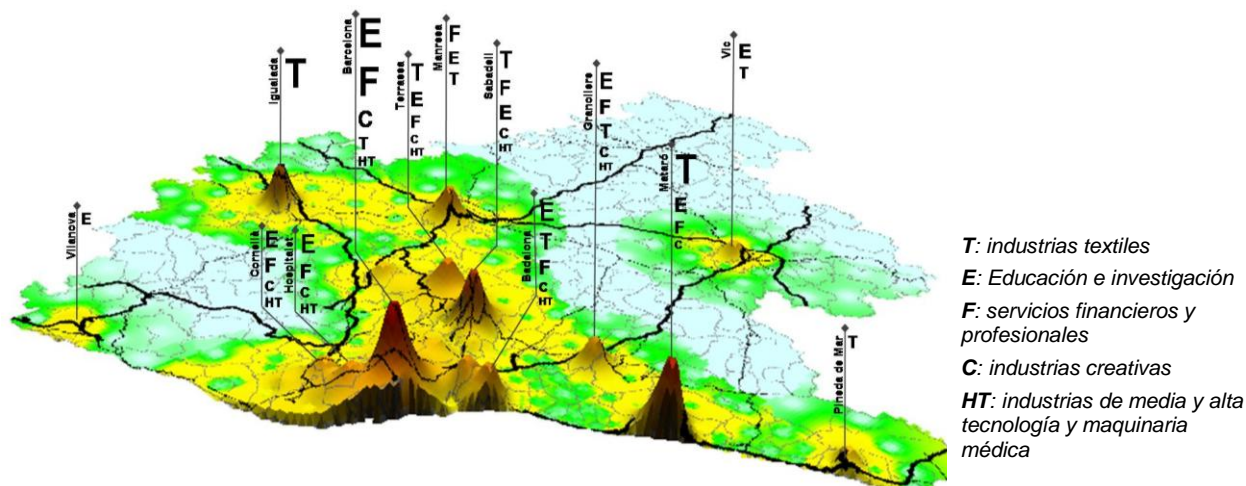 Igualada
T
Barcelona
E
F
C
T
HT
Terrassa
T
E
F
C
HT
Manresa
F
E
T
Sabadell
T
F
E
C
HT
Granollers
E
F
T
C
HT
Mataró
T
E
F
C
Vic
E
T
Vilanova
E
Cornella
E
F
C
HT
Hospitalet
E
F
C
HT
Badalona
E
T
F
C
HT
Pineda de Mar
T
T: industrias textiles
E: Educación e investigación
F: servicios financieros y
profesionales
C: industrias creativas
HT: industrias de media y alta
tecnología y maquinaria
médica